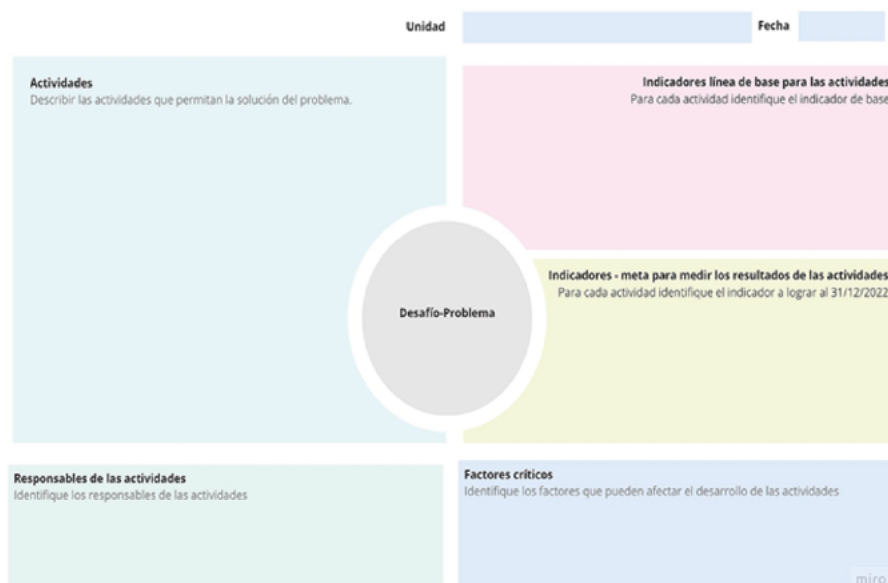 Unidad
Fecha
Actividades
Describir las actividades que permitan la solución del problema.
Indicadores línea de base para las actividades
Para cada actividad identifique el indicador de base
Indicadores - meta para medir los resultados de las actividades
Para cada actividad identifique el indicador a lograr al 31/12/2022
Desafío-Problema
Responsables de las actividades
Identifique los responsables de las actividades
Factores críticos
Identifique los factores que pueden afectar el desarrollo de las actividades
miro